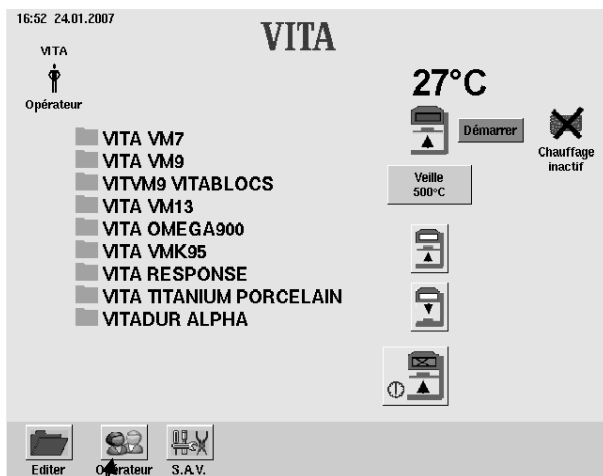 16:52 24.01.2007
VITA
VITA
Opérateur
27°C
Démarrer
Chauffage
inactif
Veille
500°C
VITA VM7
VITA VM9
VITVM9 VITABLOCS
VITA VM13
VITA OMEGA900
VITA VMK95
VITA RESPONSE
VITA TITANIUM PORCELAIN
VITADUR ALPHA
Editer
Opérateur
S.A.V.